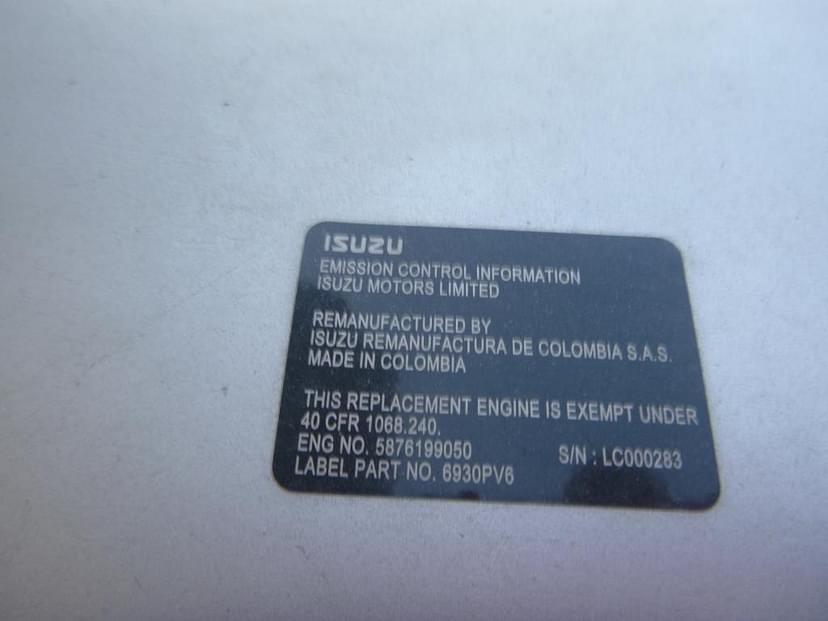 ISUZU
EMISSION CONTROL INFORMATION
ISUZU MOTORS LIMITED
REMANUFACTURED BY
ISUZU REMANUFACTURA DE COLOMBIA S.A.S.
MADE IN COLOMBIA
THIS REPLACEMENT ENGINE IS EXEMPT UNDER
40 CFR 1068.240.
ENG NO. 5876199050 S/N : LC000283
LABEL PART NO. 6930PV6